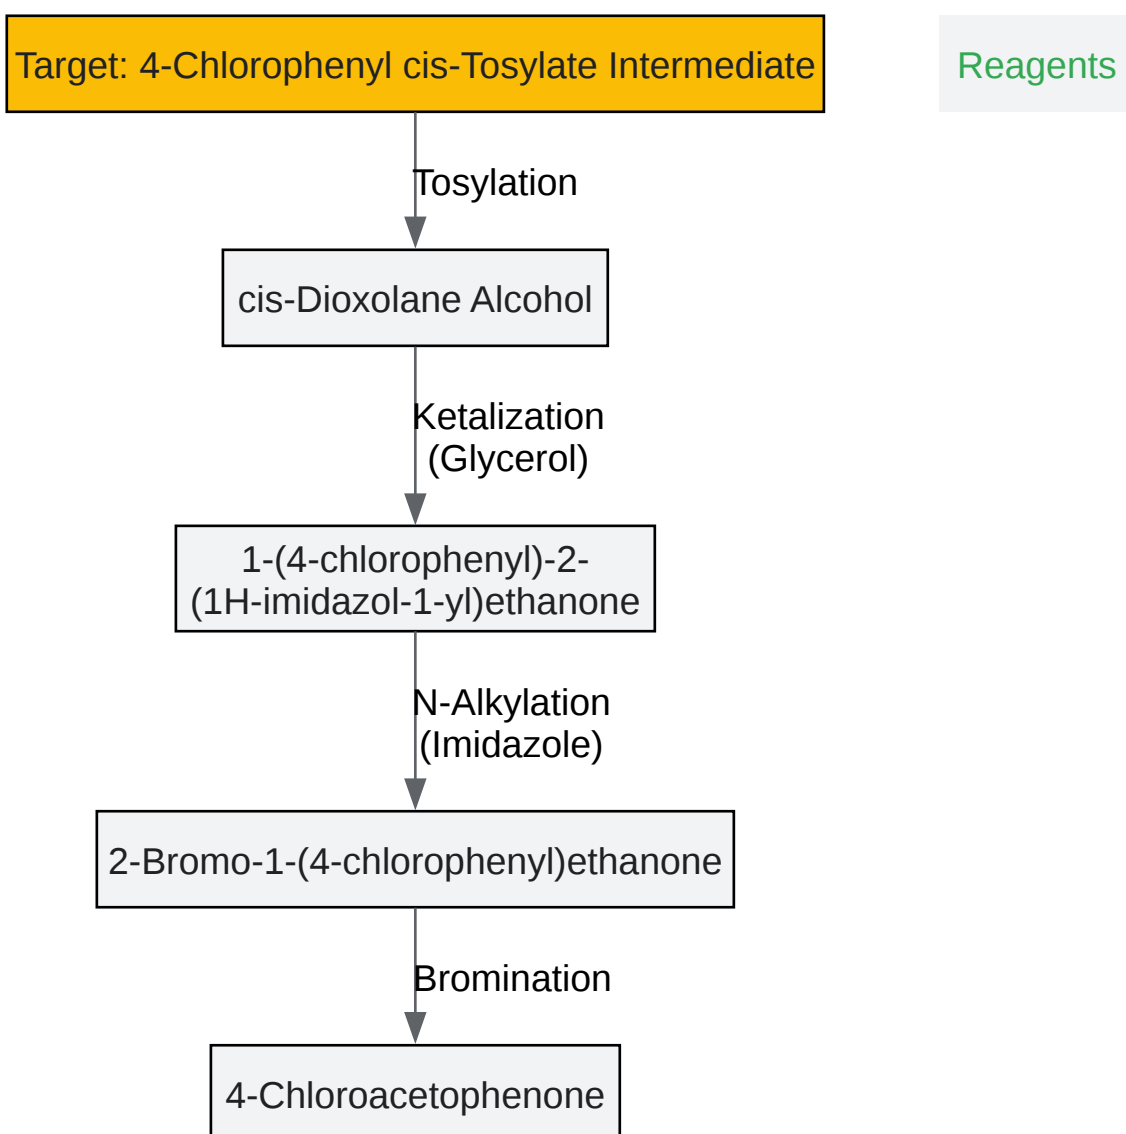 Target: 4-Chlorophenyl cis-Tosylate Intermediate
Reagents
Tosylation
cis-Dioxolane Alcohol
Ketalization
(Glycerol)
1-(4-chlorophenyl)-2-
(1H-imidazol-1-yl)ethanone
N-Alkylation
(Imidazole)
2-Bromo-1-(4-chlorophenyl)ethanone
Bromination
4-Chloroacetophenone